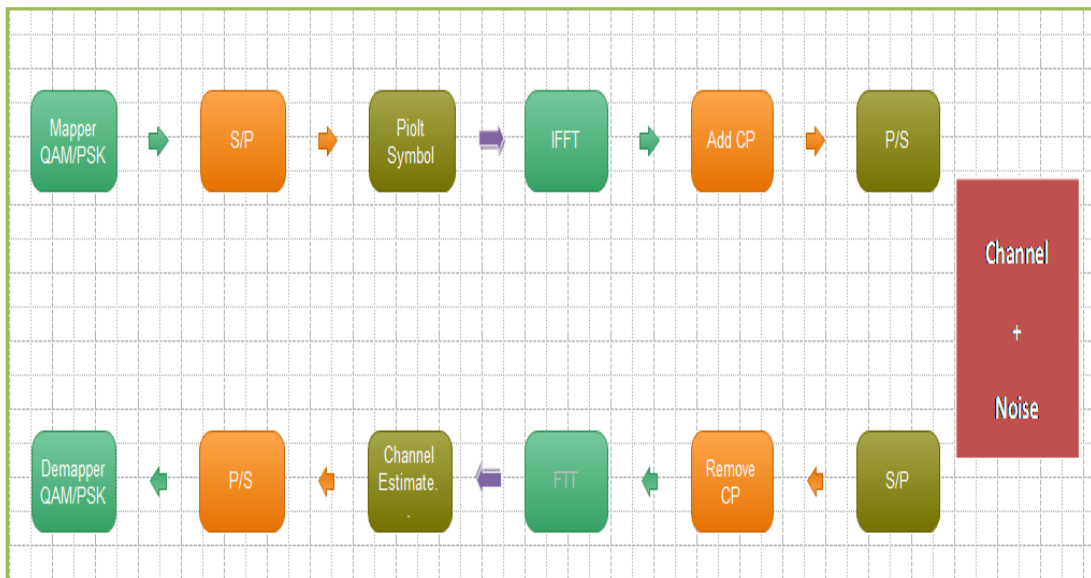 Mapper
QAM/PSK
S/P
Piolt
Symbol
IFFT
Add CP
P/S
Channel
+
Noise
Demapper
QAM/PSK
P/S
Channel
Estimate.
.
FTT
Remove
CP
S/P